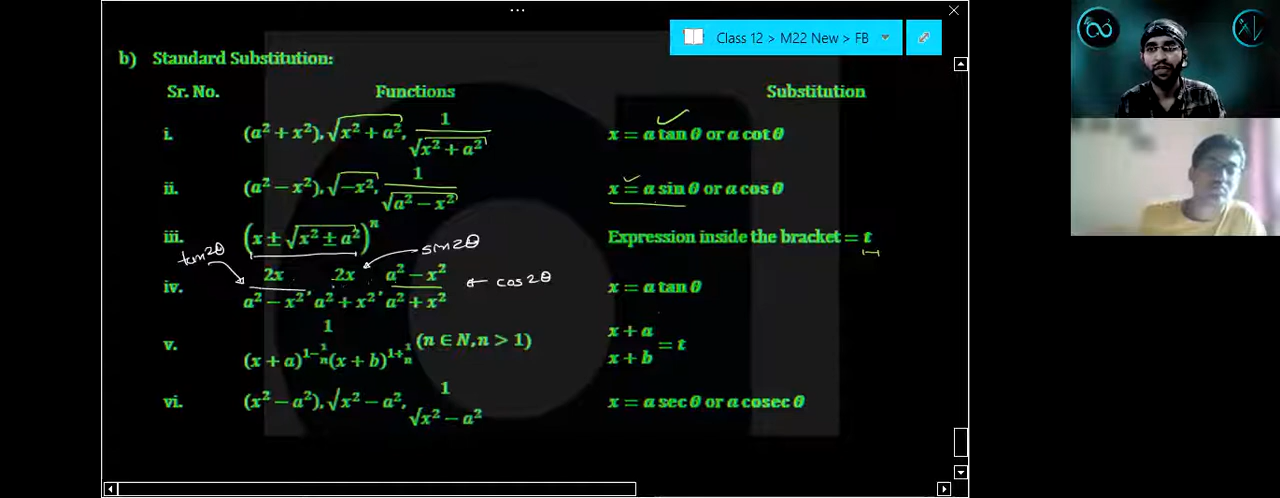 Class 12 > M22 New > FB
b) Standard Substitution:
Sr. No. Functions Substitution
i. (a² + x²), √(x² + a²), 1/√(x² + a²) x = a tan θ or a cot θ
ii. (a² − x²), √(−x²), 1/√(a² − x²) x = a sin θ or a cos θ
iii. (x ± √(x² ± a²))ⁿ Expression inside the bracket = t
tan2θ sin2θ
iv. 2x/(a² − x²), 2x/(a² + x²), (a² − x²)/(a² + x²) ← cos2θ x = a tan θ
v. 1/((x + a)^(1−1/n) (x + b)^(1+1/n)) (n ∈ N, n > 1) (x + a)/(x + b) = t
vi. (x² − a²), √x² − a², 1/(√x² − a²) x = a sec θ or a cosec θ